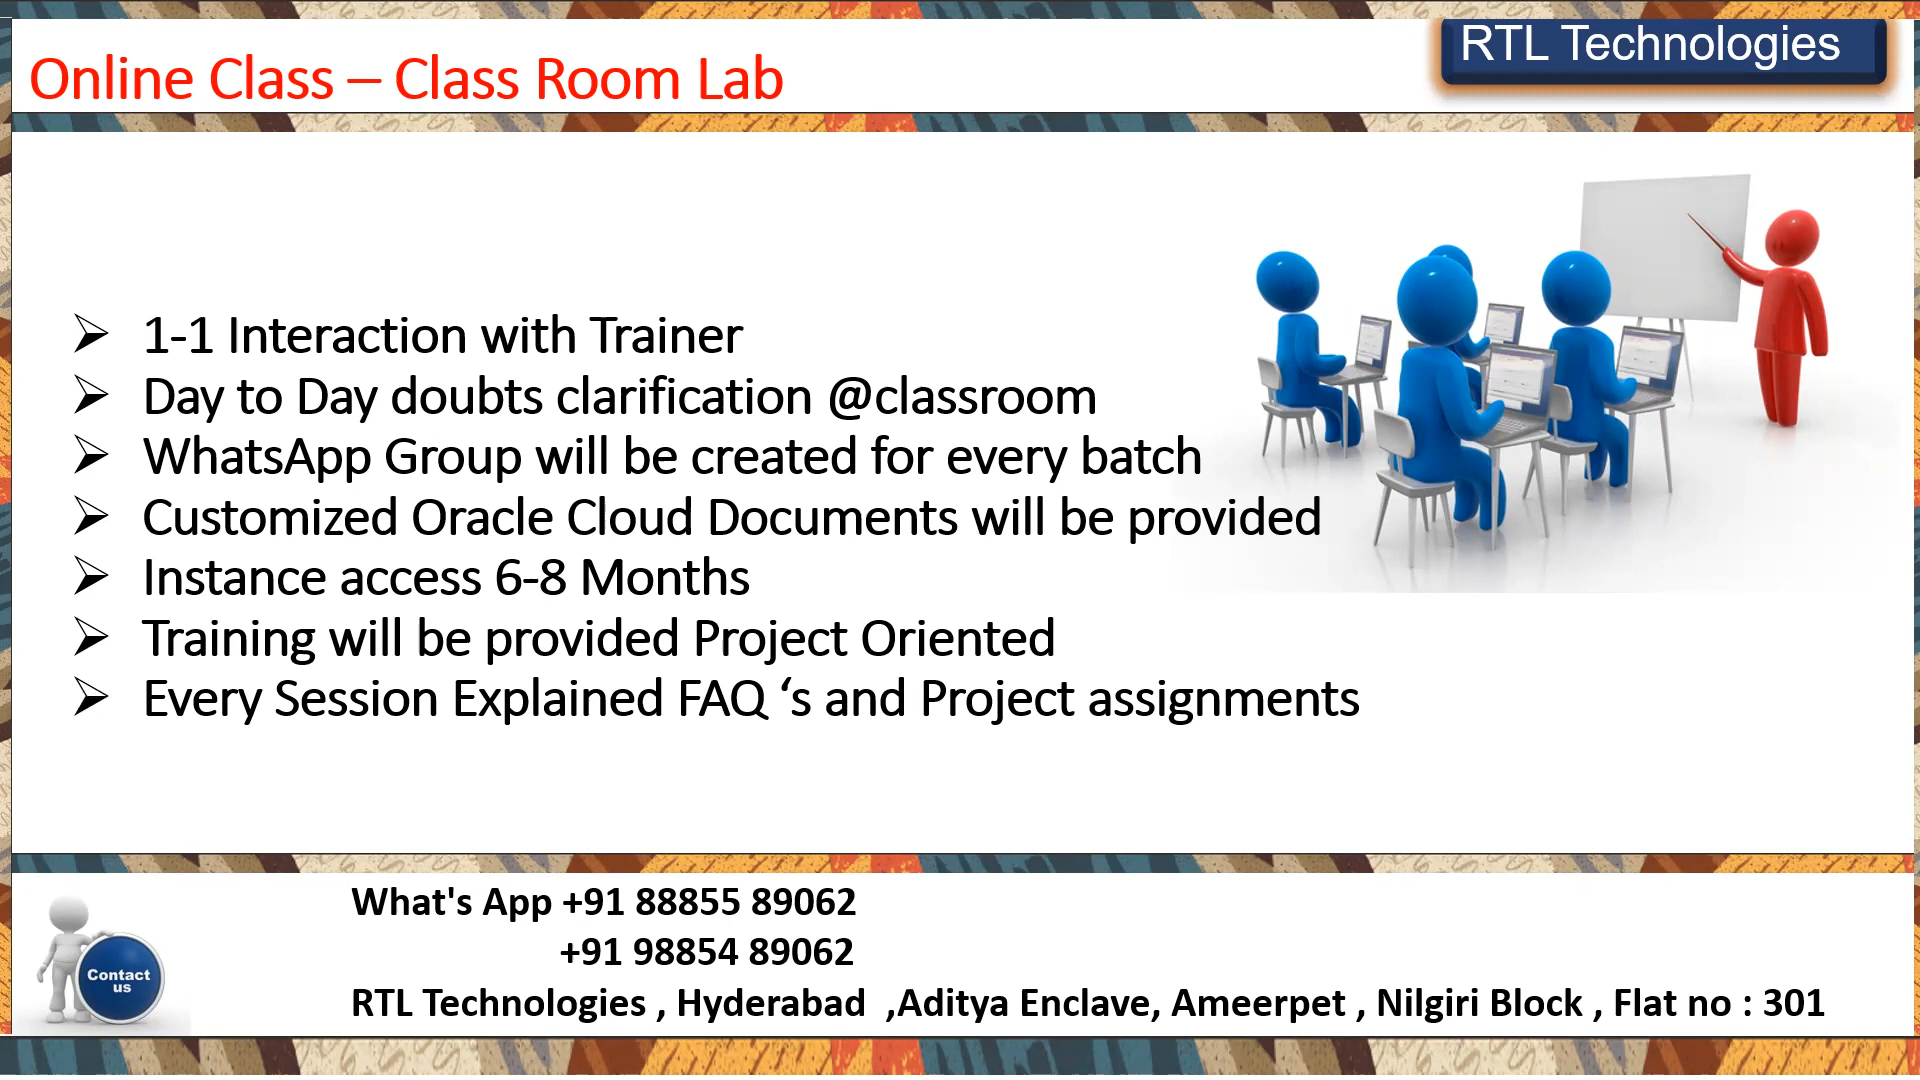 RTL Technologies
Online Class – Class Room Lab
1-1 Interaction with Trainer
Day to Day doubts clarification @classroom
WhatsApp Group will be created for every batch
Customized Oracle Cloud Documents will be provided
Instance access 6-8 Months
Training will be provided Project Oriented
Every Session Explained FAQ ‘s and Project assignments
What's App +91 88855 89062
+91 98854 89062
Contact
us
RTL Technologies , Hyderabad ,Aditya Enclave, Ameerpet , Nilgiri Block , Flat no : 301